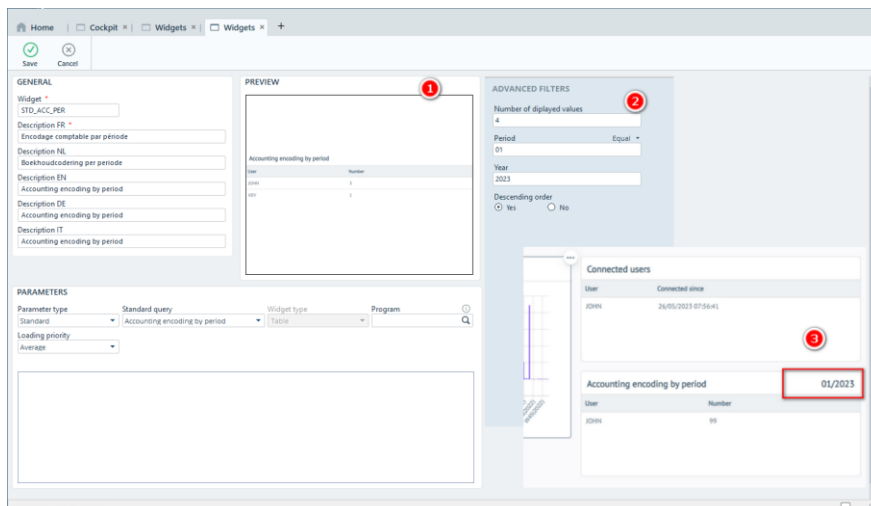 Home
Cockpit ×
Widgets ×
Widgets ×
+
Save
Cancel
GENERAL
Widget *
STD_ACC_PER
Description FR *
Encodage comptable par période
Description NL
Boekhoudcodering per periode
Description EN
Accounting encoding by period
Description DE
Accounting encoding by period
Description IT
Accounting encoding by period
PREVIEW
1
Accounting encoding by period
User Number
JOHN
KEV
ADVANCED FILTERS
2
Number of diplayed values
4
Period Equal
01
Year
2023
Descending order
Yes No
PARAMETERS
Parameter type
Standard
Standard query
Accounting encoding by period
Widget type
Table
Program
Loading priority
Average
Connected users
User Connected since
JOHN 26/05/2023 07:56:41
3
Accounting encoding by period 01/2023
User Number
JOHN 99